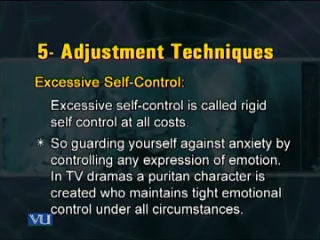 5- Adjustment Techniques
Excessive Self-Control:
Excessive self-control is called rigid
self control at all costs.
* So guarding yourself against anxiety by
controlling any expression of emotion.
In TV dramas a puritan character is
created who maintains tight emotional
control under all circumstances.
VU